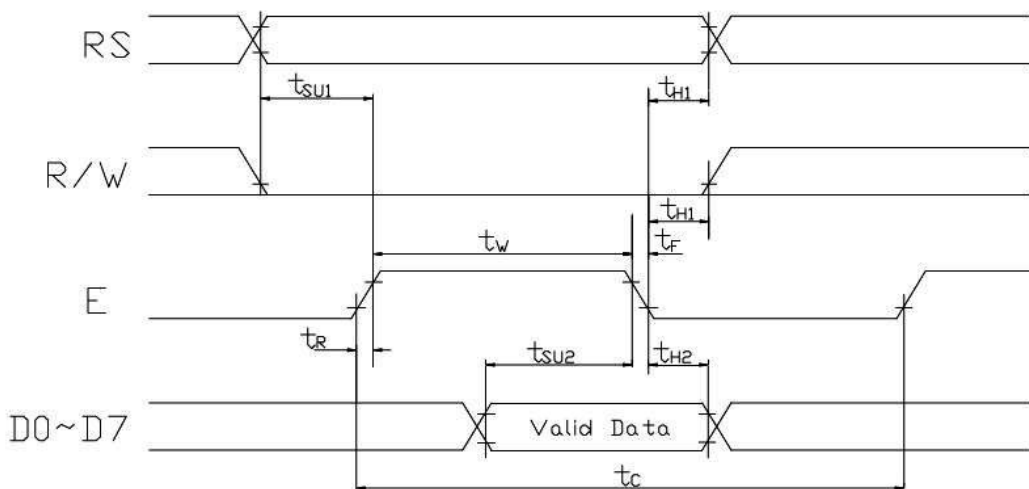 RS
tSU1
tH1
R/W
tH1
tW
tF
E
tR
tSU2
tH2
D0~D7
Valid Data
tC